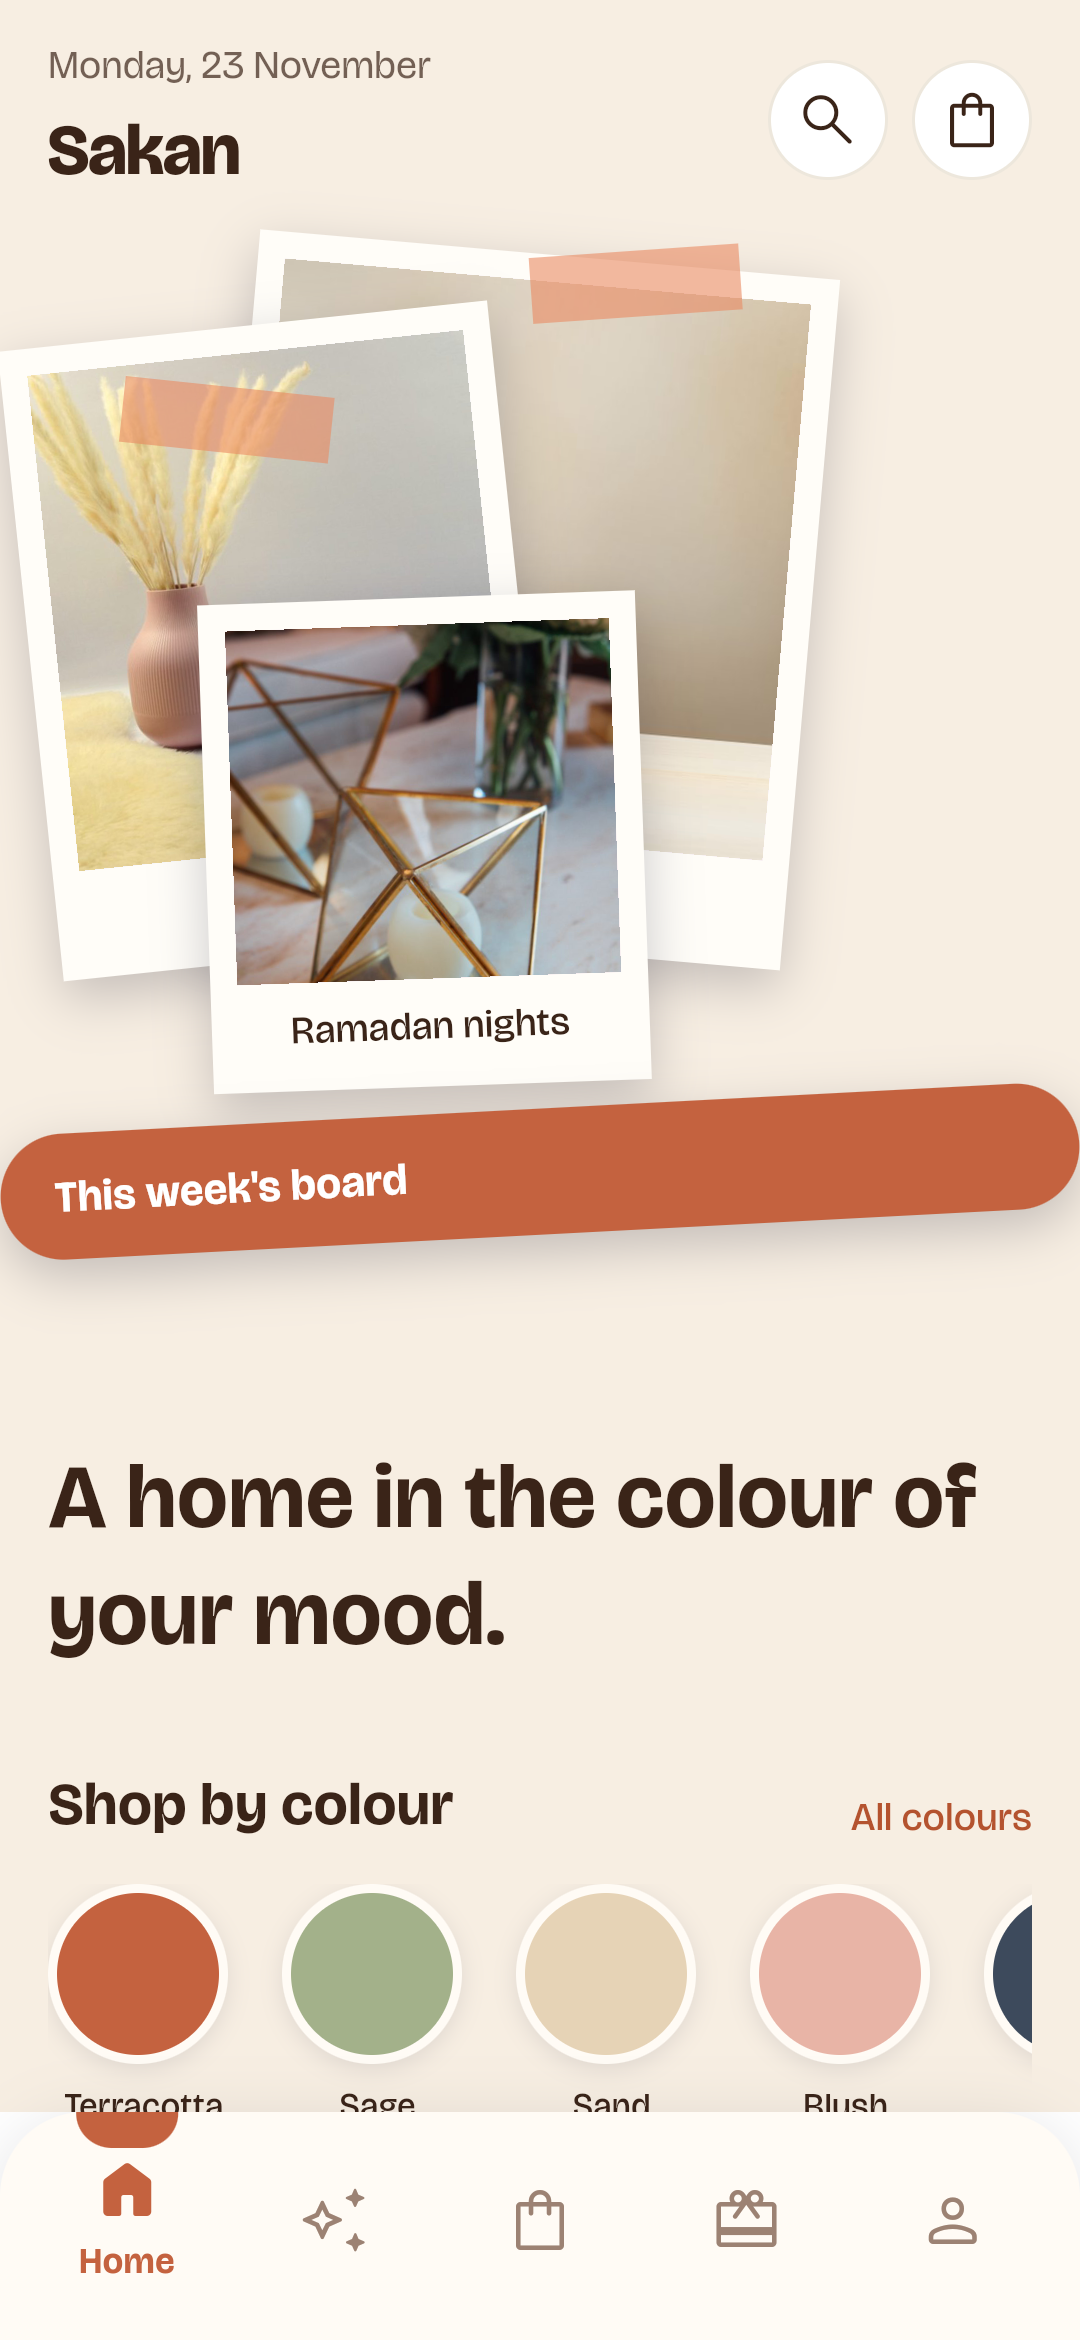 Monday, 23 November
Sakan
Ramadan nights
This week's board
A home in the colour of
your mood.
Shop by colour
All colours
Terracotta
Sage
Sand
Blush
Home